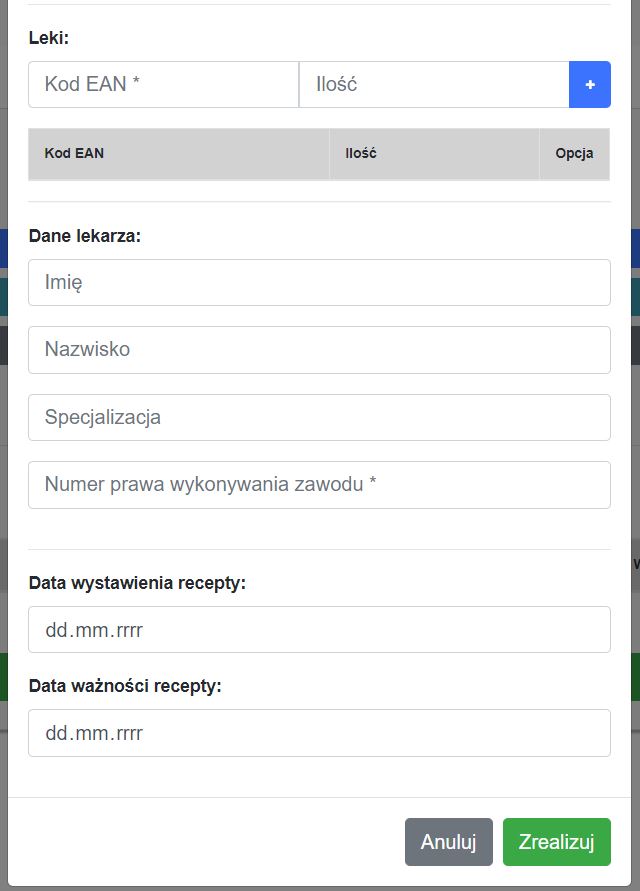 Leki:
Kod EAN * Ilość +
Kod EAN Ilość Opcja
Dane lekarza:
Imię
Nazwisko
Specjalizacja
Numer prawa wykonywania zawodu *
Data wystawienia recepty:
dd.mm.rrrr
Data ważności recepty:
dd.mm.rrrr
Anuluj Zrealizuj